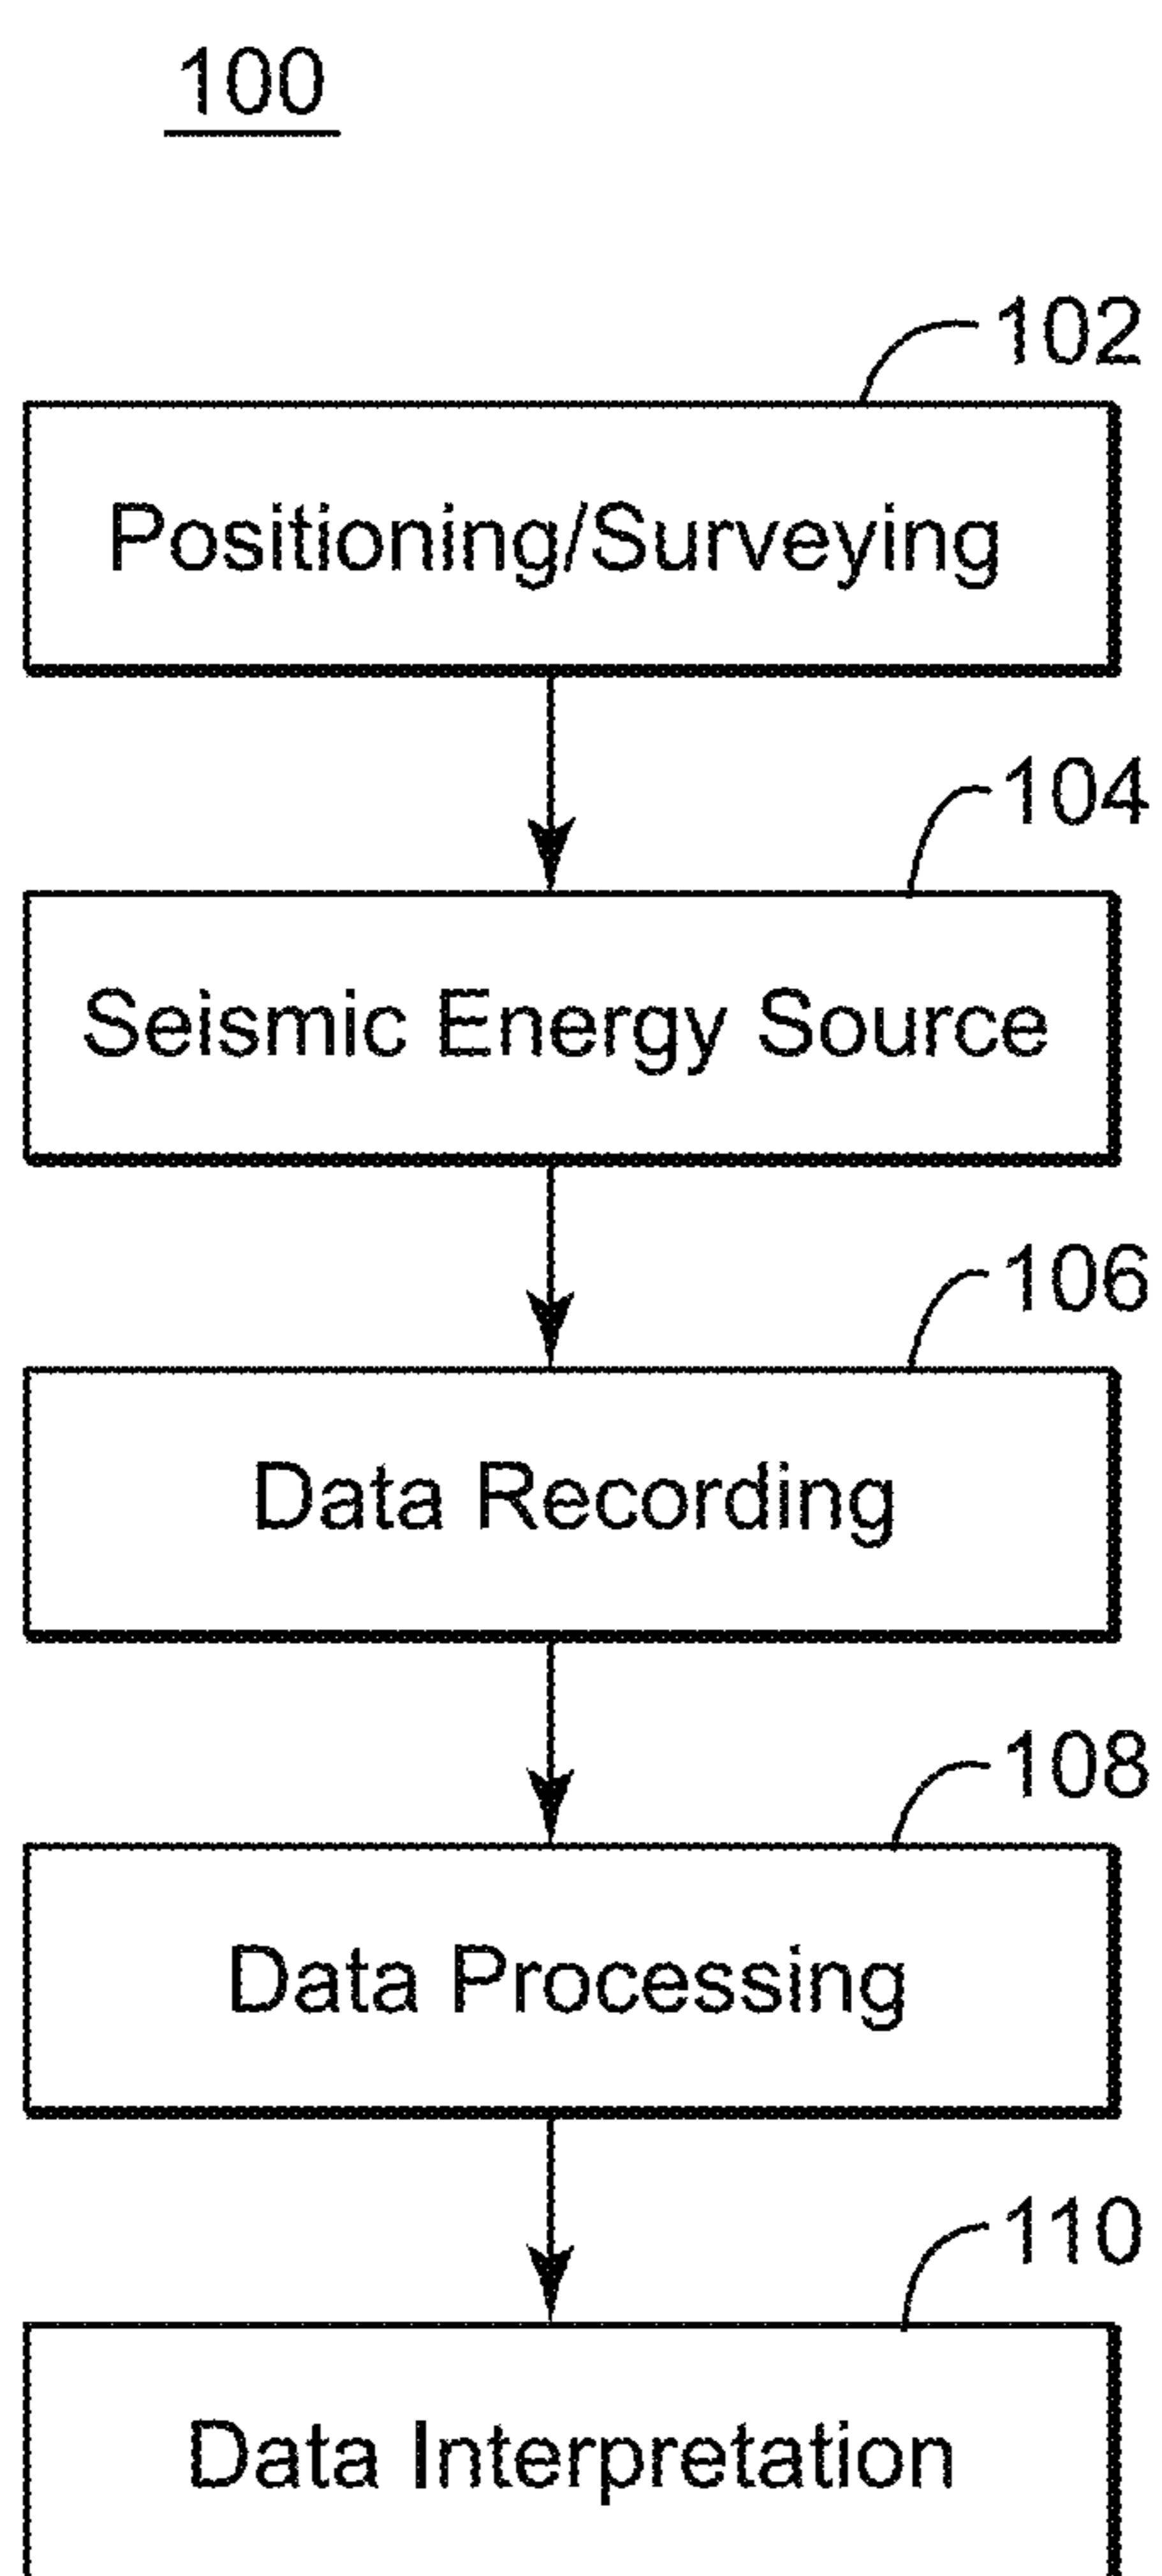 100
102
Positioning/Surveying
104
Seismic Energy Source
106
Data Recording
108
Data Processing
110
Data Interpretation